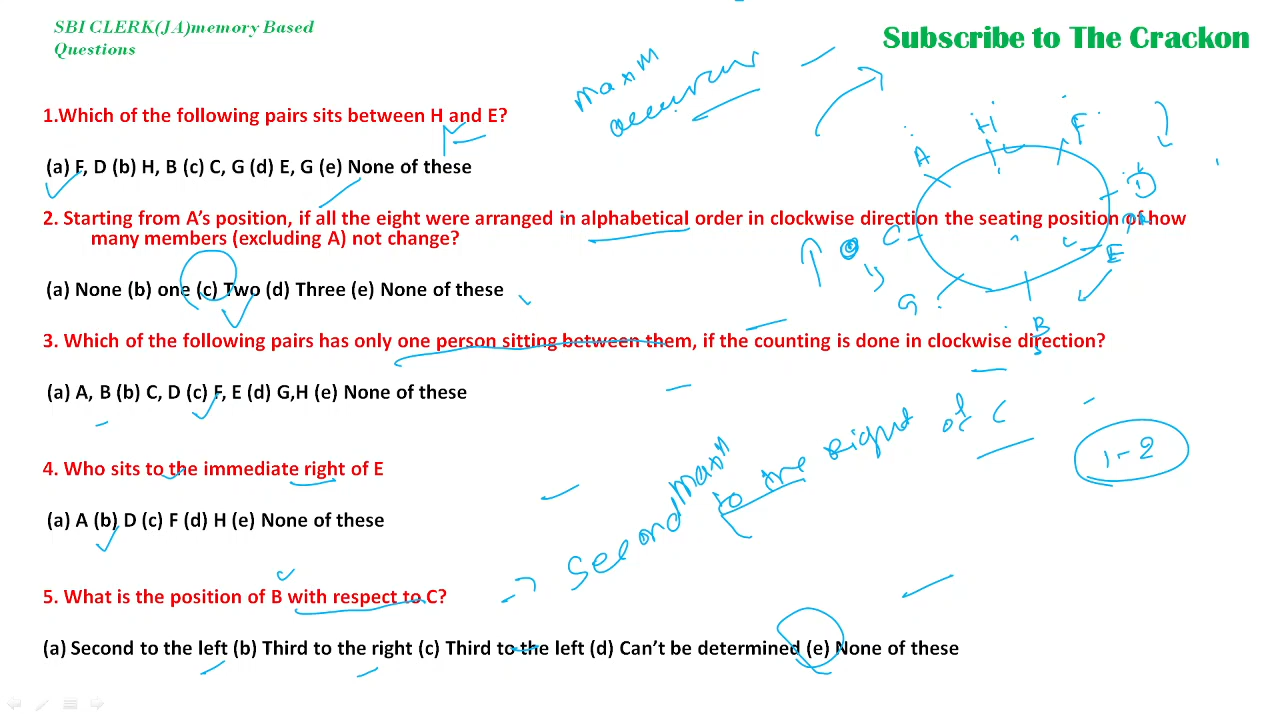 SBI CLERK(JA)memory Based
Questions
Subscribe to The Crackon
1.Which of the following pairs sits between H and E?
(a) F, D (b) H, B (c) C, G (d) E, G (e) None of these
2. Starting from A's position, if all the eight were arranged in alphabetical order in clockwise direction the seating position of how
many members (excluding A) not change?
(a) None (b) one (c) Two (d) Three (e) None of these
3. Which of the following pairs has only one person sitting between them, if the counting is done in clockwise direction?
(a) A, B (b) C, D (c) F, E (d) G,H (e) None of these
4. Who sits to the immediate right of E
(a) A (b) D (c) F (d) H (e) None of these
5. What is the position of B with respect to C?
(a) Second to the left (b) Third to the right (c) Third to the left (d) Can't be determined (e) None of these
A
H
F
D
E
B
G
C
Second to the right of C
1-2